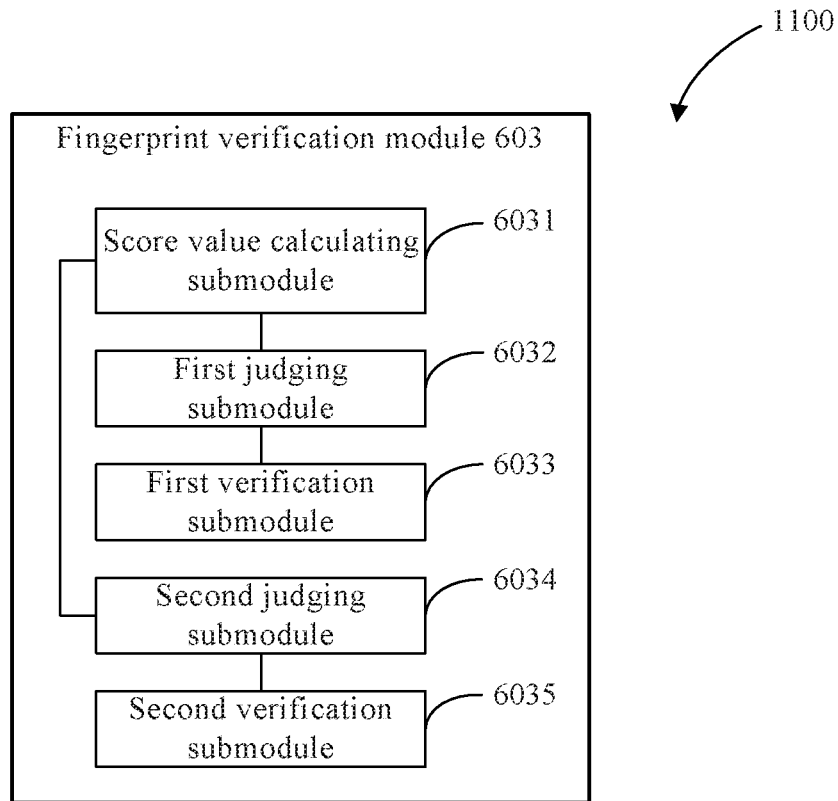 1100
Fingerprint verification module 603
Score value calculating
submodule
6031
First judging
submodule
6032
First verification
submodule
6033
Second judging
submodule
6034
Second verification
submodule
6035